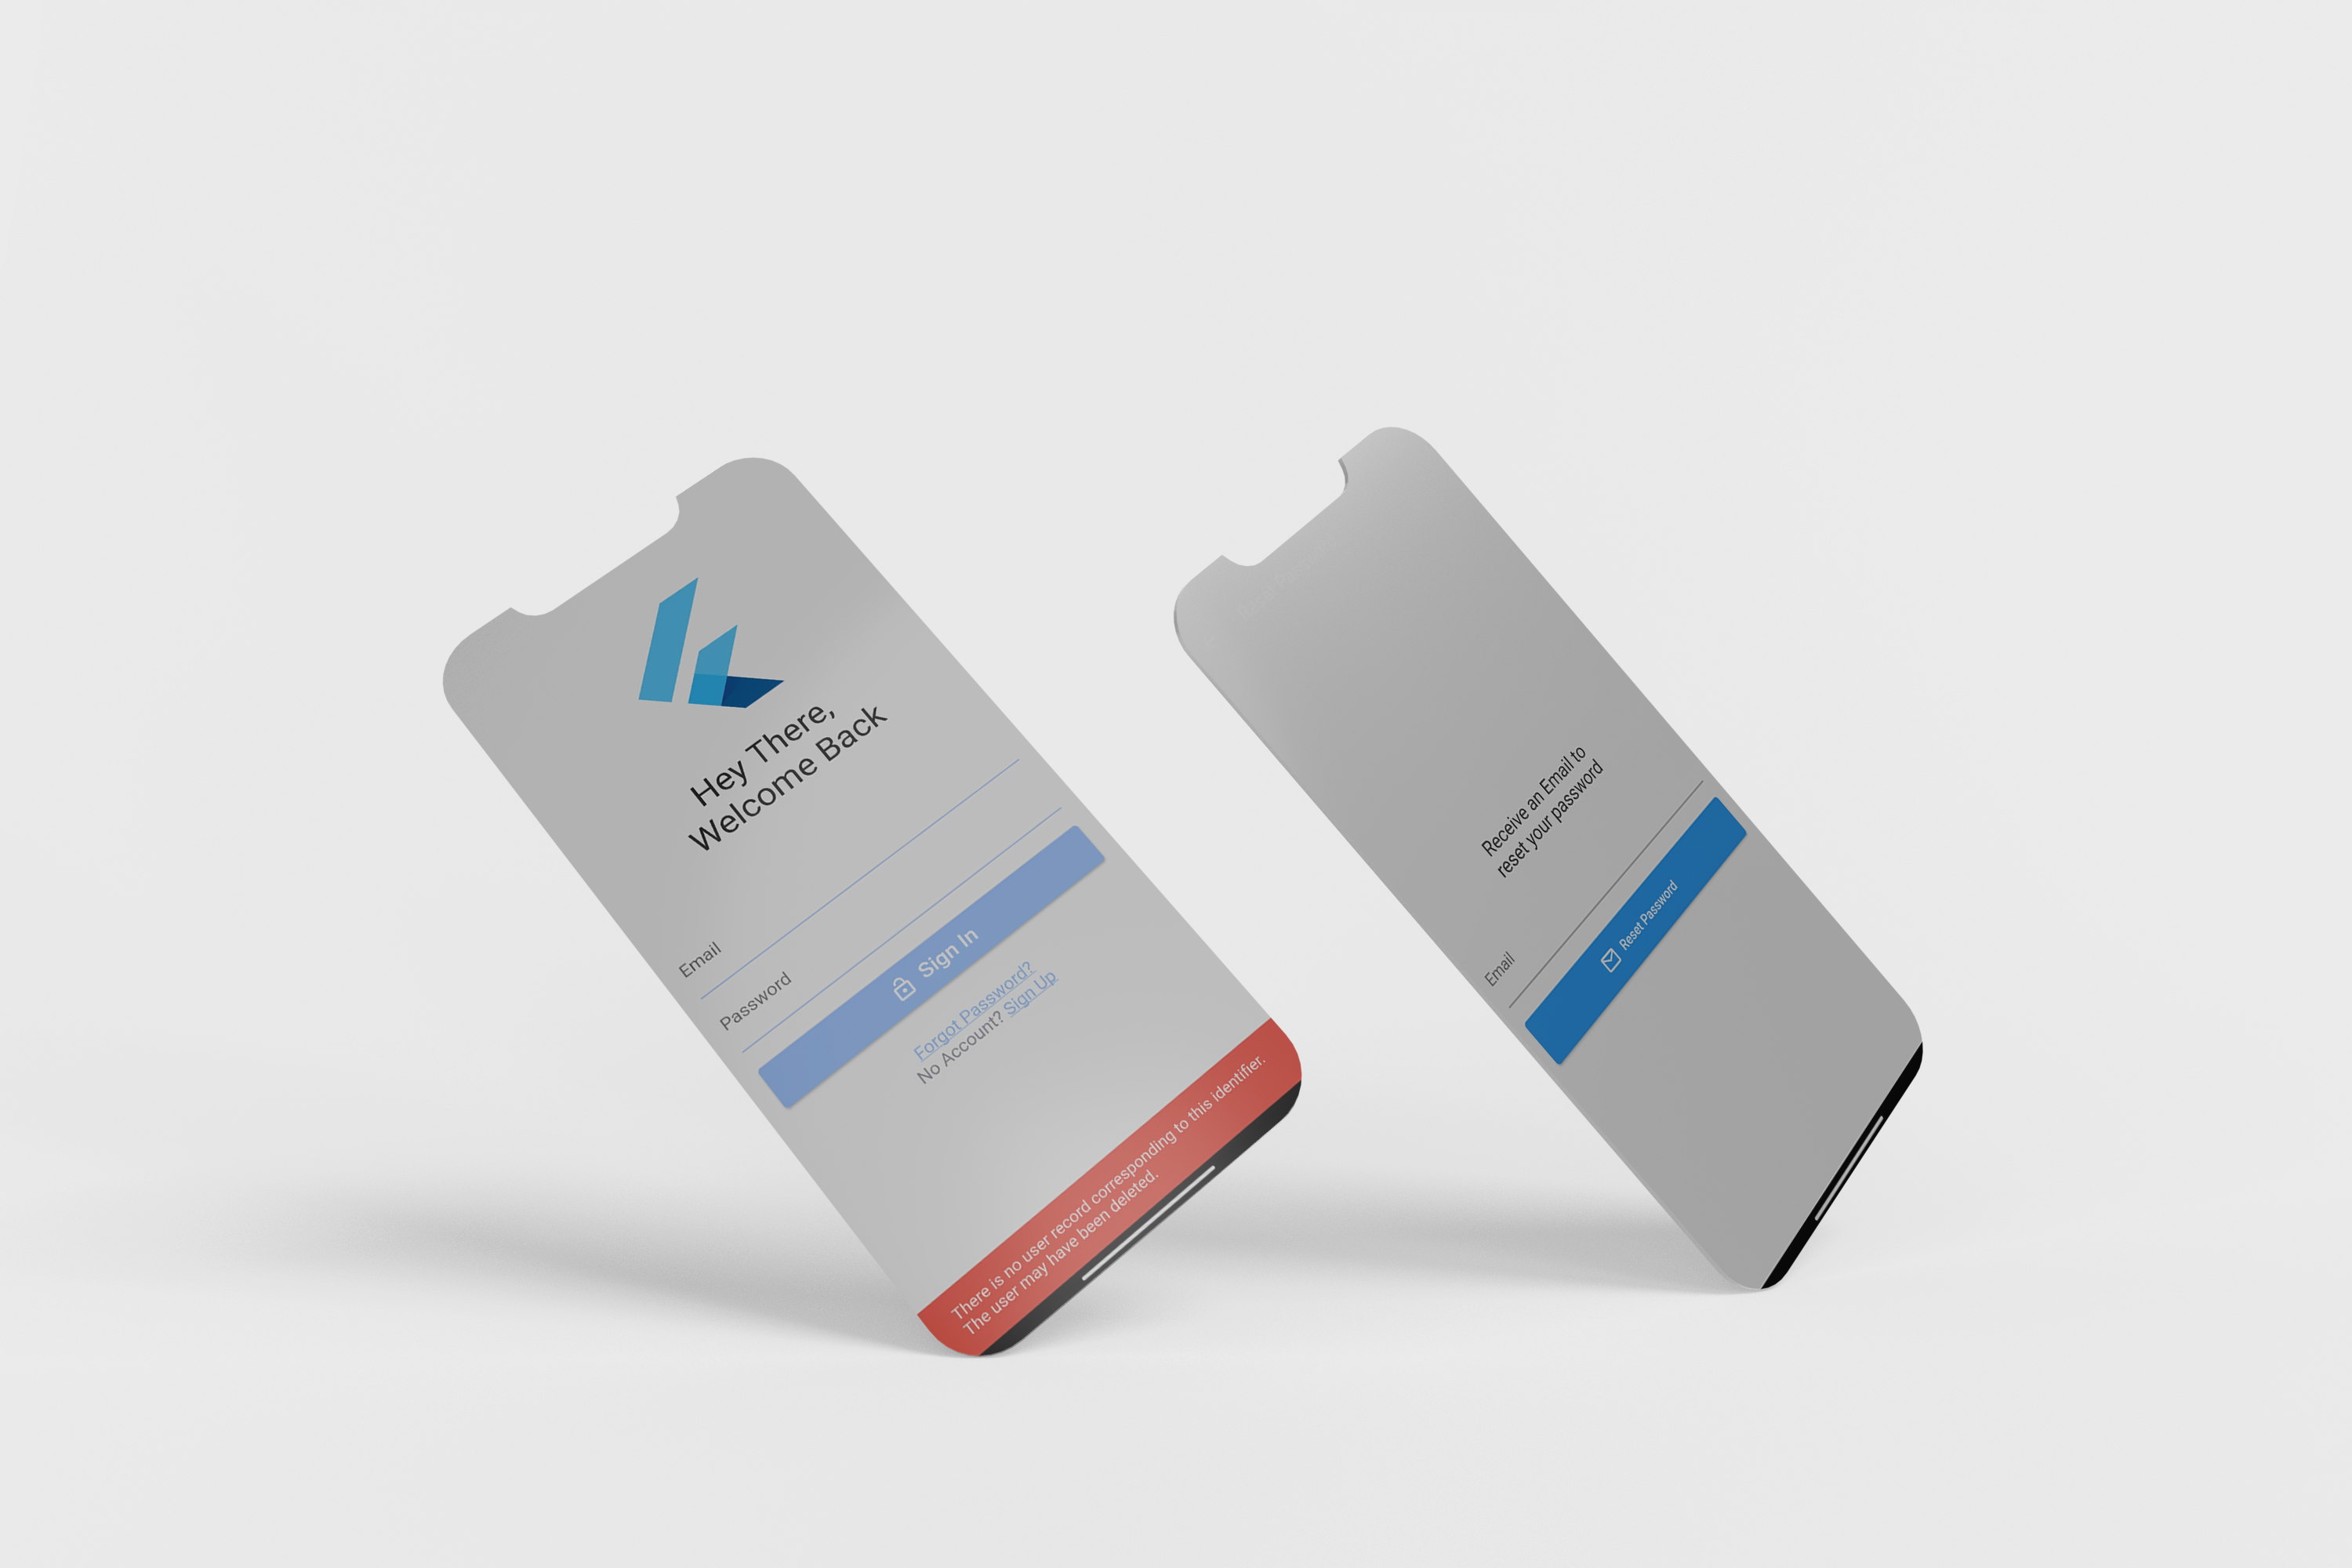 Hey There,
Welcome Back
Email
Password
Sign In
Forgot Password?
No Account? Sign Up
There is no user record corresponding to this identifier.
The user may have been deleted.
Receive an Email to
reset your password
Email
Reset Password